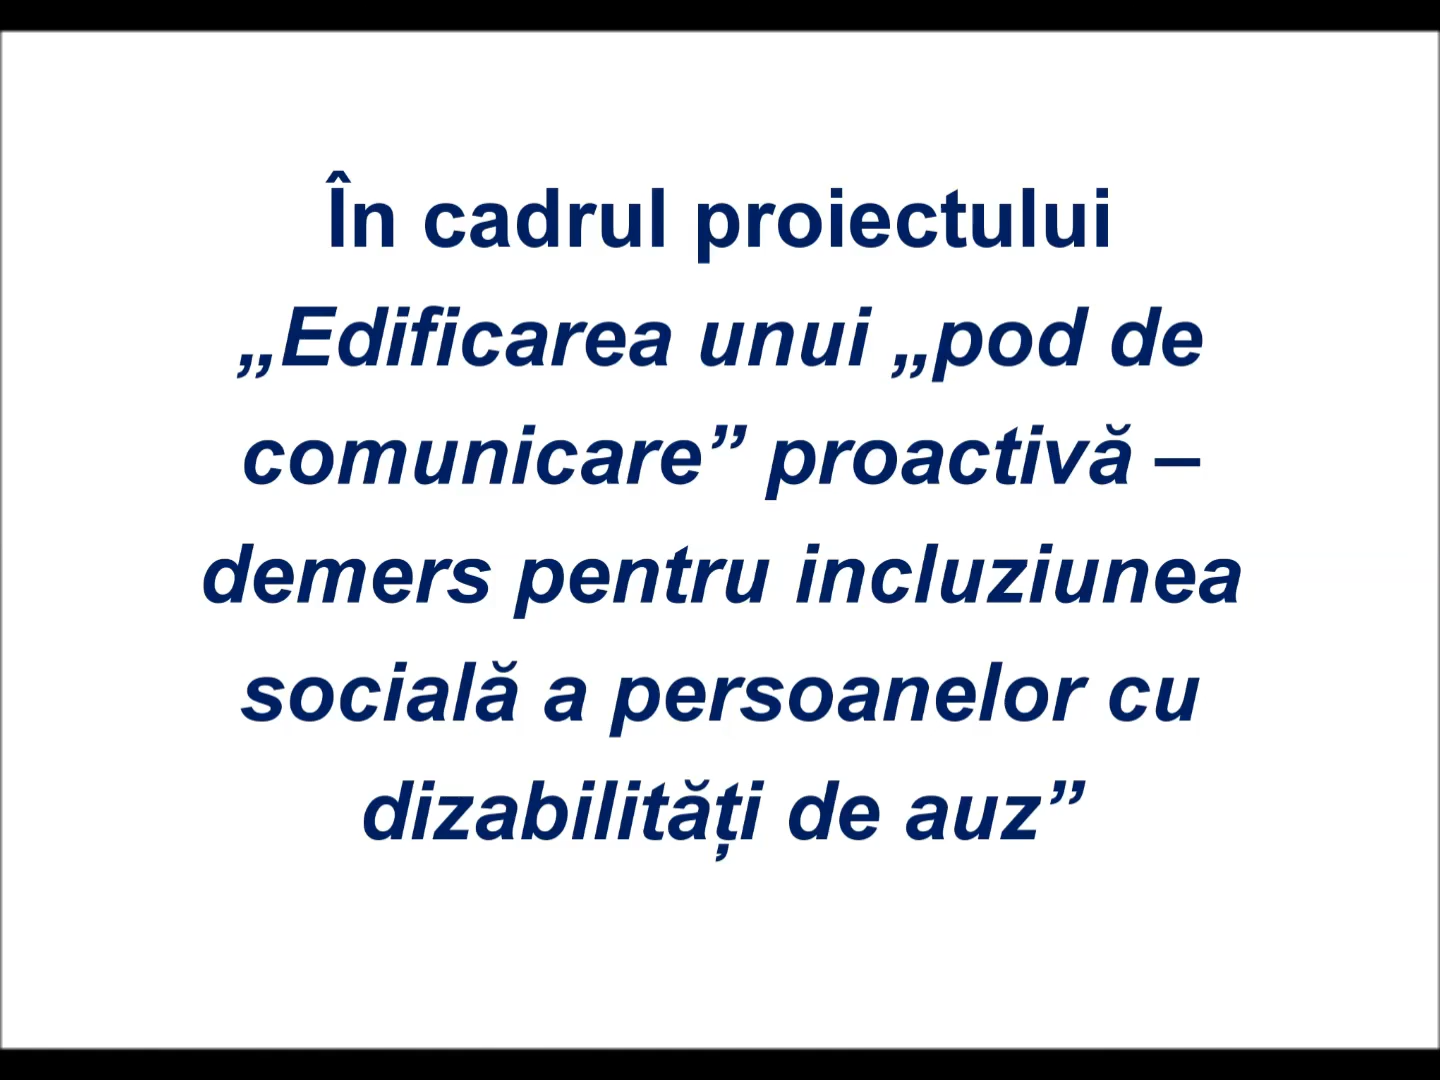 În cadrul proiectului
„Edificarea unui „pod de
comunicare” proactivă –
demers pentru incluziunea
socială a persoanelor cu
dizabilități de auz”